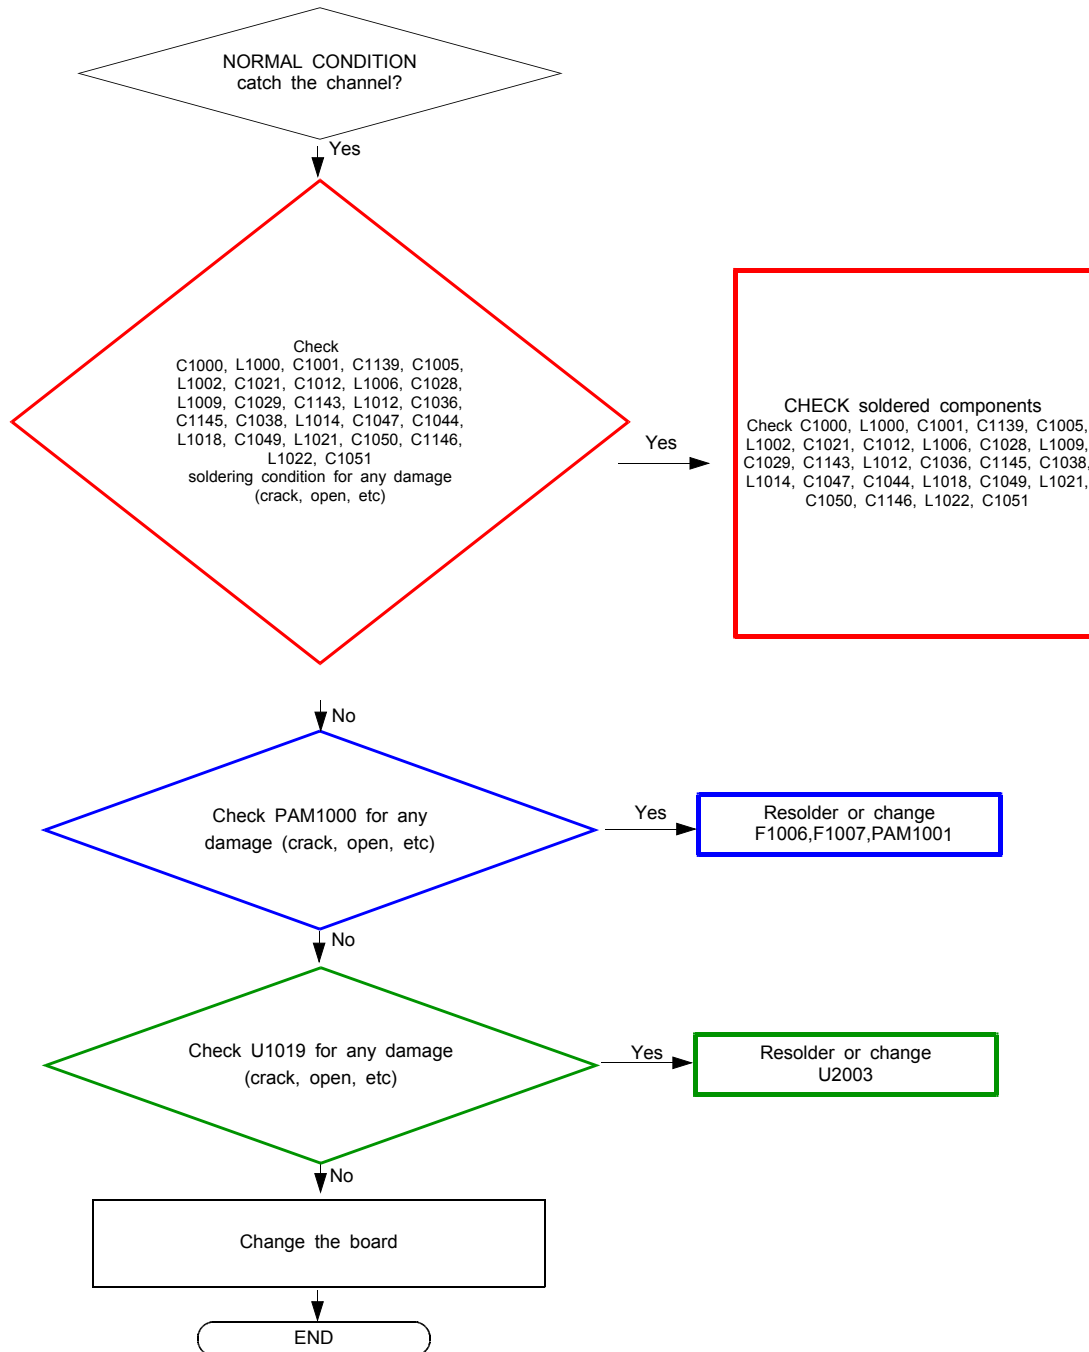 NORMAL CONDITION
catch the channel?
Yes
Check
C1000, L1000, C1001, C1139, C1005,
L1002, C1021, C1012, L1006, C1028,
L1009, C1029, C1143, L1012, C1036,
C1145, C1038, L1014, C1047, C1044,
L1018, C1049, L1021, C1050, C1146,
L1022, C1051
soldering condition for any damage
(crack, open, etc)
Yes
CHECK soldered components
Check C1000, L1000, C1001, C1139, C1005,
L1002, C1021, C1012, L1006, C1028, L1009,
C1029, C1143, L1012, C1036, C1145, C1038,
L1014, C1047, C1044, L1018, C1049, L1021,
C1050, C1146, L1022, C1051
No
Check PAM1000 for any
damage (crack, open, etc)
Yes
Resolder or change
F1006,F1007,PAM1001
No
Check U1019 for any damage
(crack, open, etc)
Yes
Resolder or change
U2003
No
Change the board
END